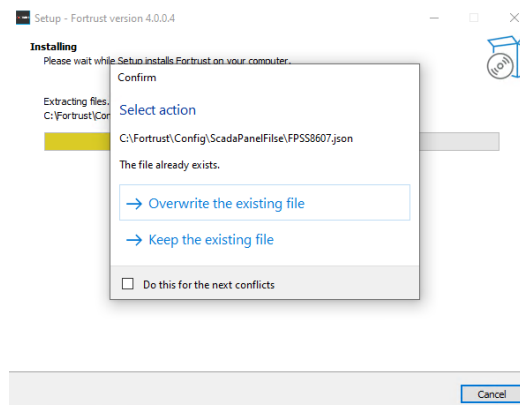 Setup - Fortrust version 4.0.0.4
Installing
Please wait while Setup installs Fortrust on your computer.
Confirm
Select action
Extracting files.
C:\Fortrust\Cor
C:\Fortrust\Config\ScadaPanelFilse\FPSS8607.json
The file already exists.
Overwrite the existing file
Keep the existing file
Do this for the next conflicts
Cancel